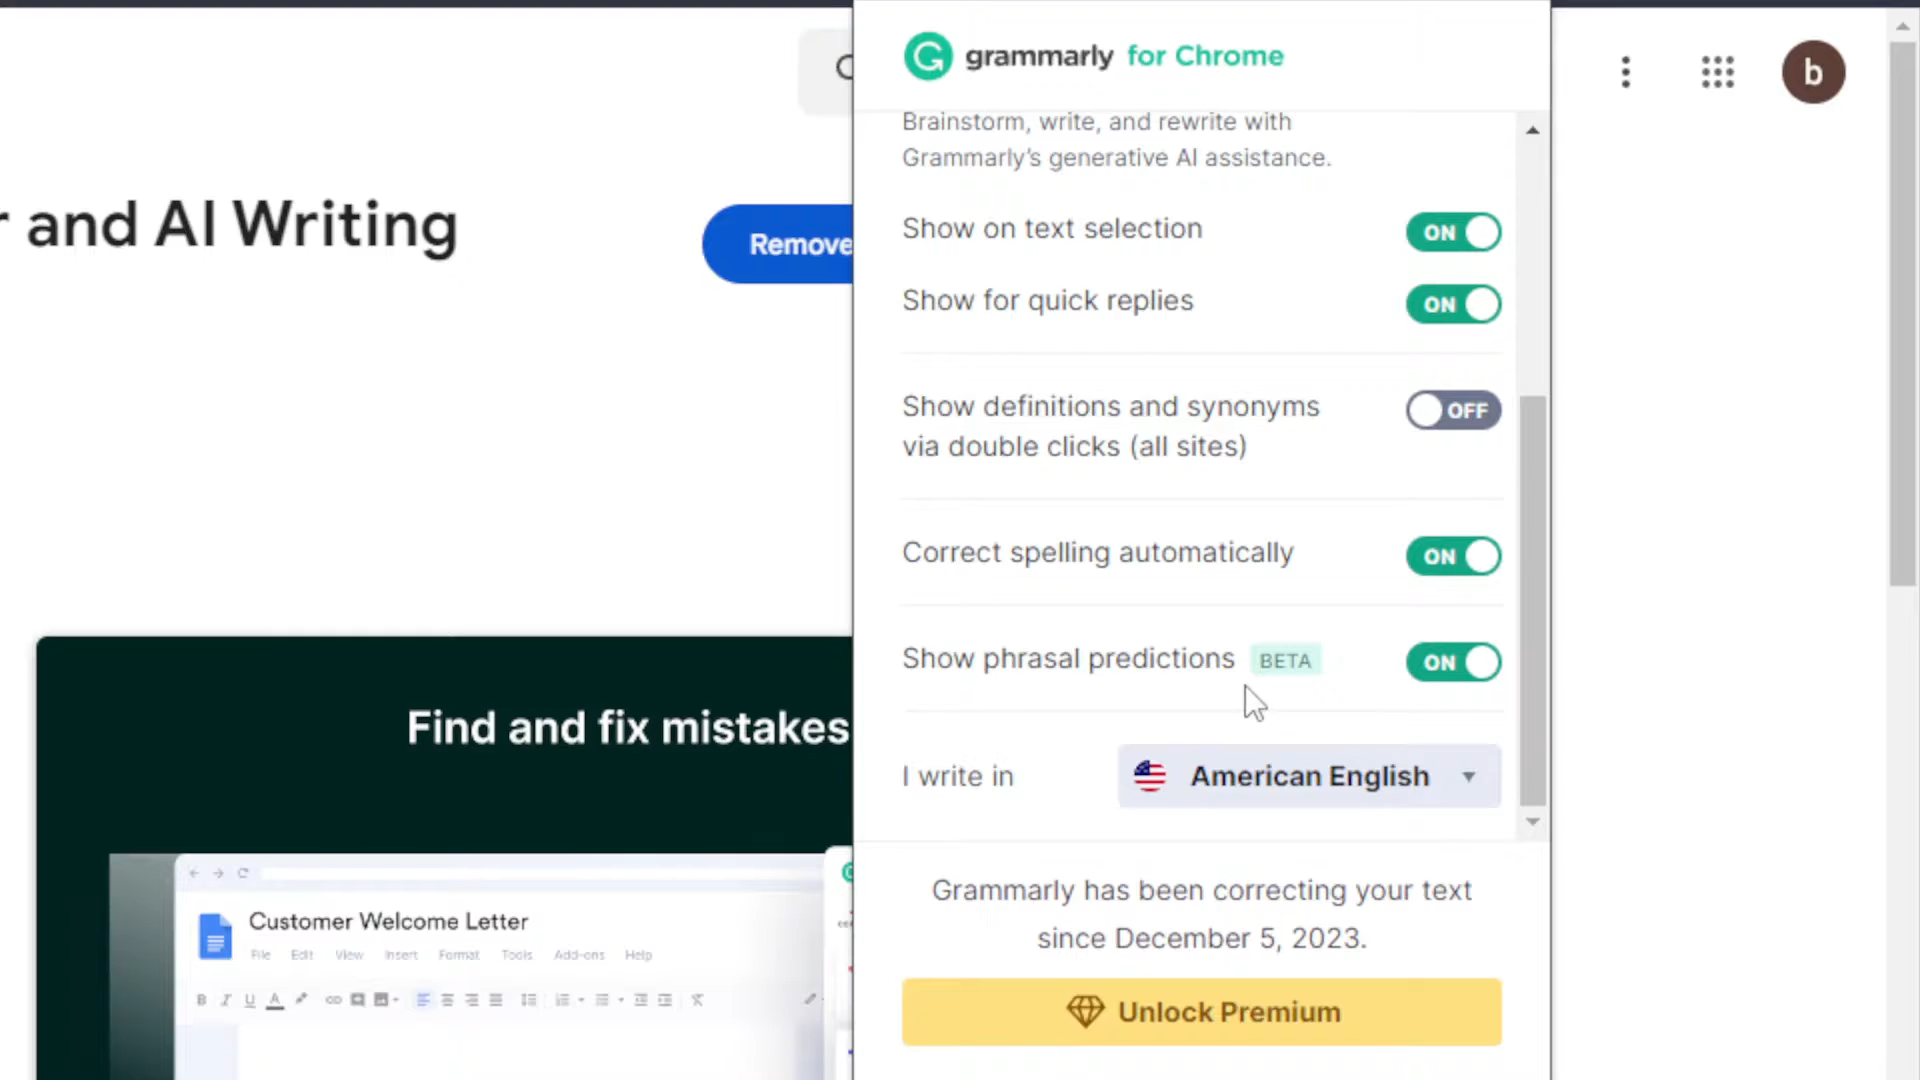 grammarly for Chrome
b
Brainstorm, write, and rewrite with
Grammarly's generative AI assistance.
r and AI Writing
Remove
Show on text selection
ON
Show for quick replies
ON
Show definitions and synonyms
via double clicks (all sites)
OFF
Correct spelling automatically
ON
Show phrasal predictions BETA
ON
Find and fix mistakes
I write in
American English
Customer Welcome Letter
File Edit View Insert Format Tools Add-ons Help
B I U A
Grammarly has been correcting your text
since December 5, 2023.
Unlock Premium